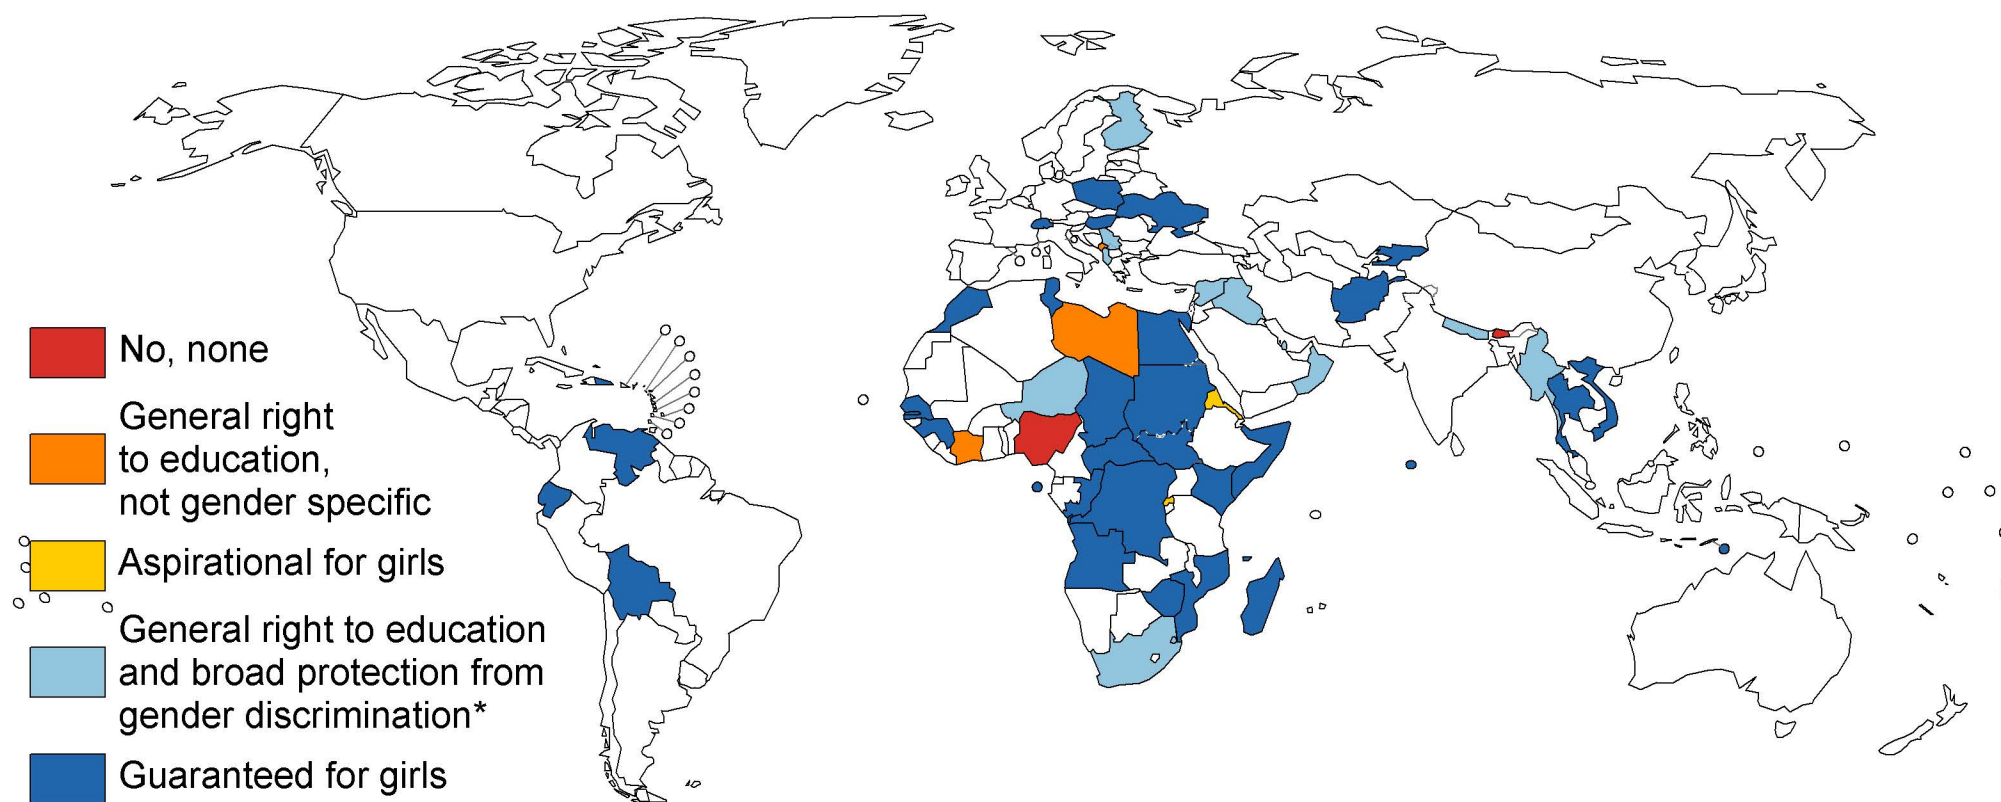 No, none
General right
to education,
not gender specific
Aspirational for girls
General right to education
and broad protection from
gender discrimination*
Guaranteed for girls